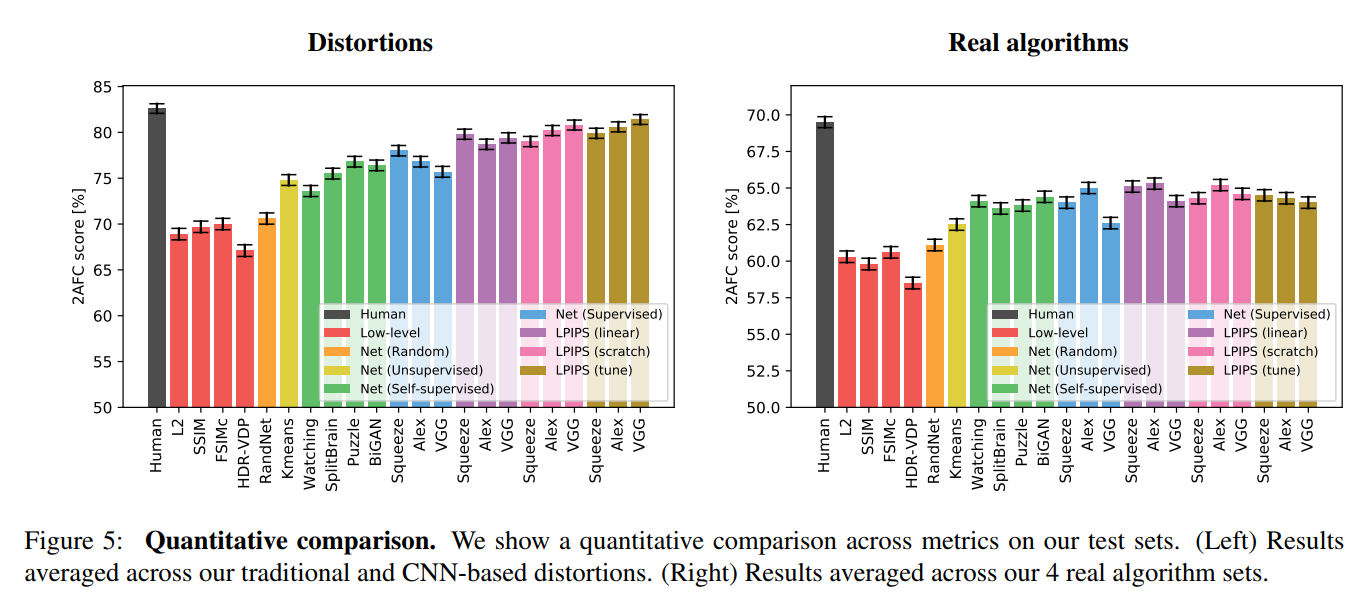 Distortions
85
80
75
70
65
60
55
50
2AFC score [%]
Human
Low-level
Net (Random)
Net (Unsupervised)
Net (Self-supervised)
Net (Supervised)
LPIPS (linear)
LPIPS (scratch)
LPIPS (tune)
Human
L2
SSIM
FSIMc
HDR-VDP
RandNet
Kmeans
Watching
SplitBrain
Puzzle
BiGAN
Squeeze
Alex
VGG
Squeeze
Alex
VGG
Squeeze
Alex
VGG
Squeeze
Alex
VGG
Real algorithms
70.0
67.5
65.0
62.5
60.0
57.5
55.0
52.5
50.0
2AFC score [%]
Human
Low-level
Net (Random)
Net (Unsupervised)
Net (Self-supervised)
Net (Supervised)
LPIPS (linear)
LPIPS (scratch)
LPIPS (tune)
Human
L2
SSIM
FSIMc
HDR-VDP
RandNet
Kmeans
Watching
SplitBrain
Puzzle
BiGAN
Squeeze
Alex
VGG
Squeeze
Alex
VGG
Squeeze
Alex
VGG
Squeeze
Alex
VGG
Figure 5: Quantitative comparison. We show a quantitative comparison across metrics on our test sets. (Left) Results
averaged across our traditional and CNN-based distortions. (Right) Results averaged across our 4 real algorithm sets.